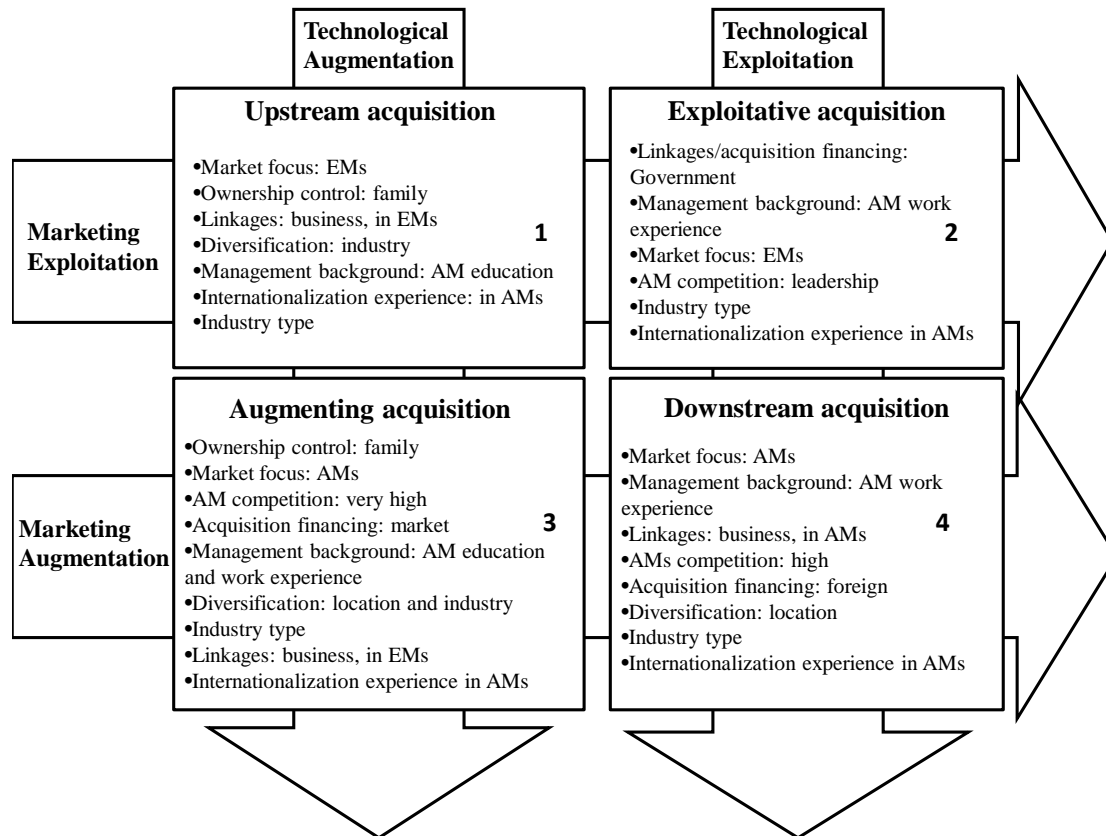 Technological
Augmentation
Technological
Exploitation
Marketing
Exploitation
Upstream acquisition
•Market focus: EMs
•Ownership control: family
•Linkages: business, in EMs
•Diversification: industry
•Management background: AM education
•Internationalization experience: in AMs
•Industry type
1
Exploitative acquisition
•Linkages/acquisition financing:
Government
•Management background: AM work
experience
•Market focus: EMs
•AM competition: leadership
•Industry type
•Internationalization experience in AMs
2
Marketing
Augmentation
Augmenting acquisition
•Ownership control: family
•Market focus: AMs
•AM competition: very high
•Acquisition financing: market
•Management background: AM education
and work experience
•Diversification: location and industry
•Industry type
•Linkages: business, in EMs
•Internationalization experience in AMs
3
Downstream acquisition
•Market focus: AMs
•Management background: AM work
experience
•Linkages: business, in AMs
•AMs competition: high
•Acquisition financing: foreign
•Diversification: location
•Industry type
•Internationalization experience in AMs
4